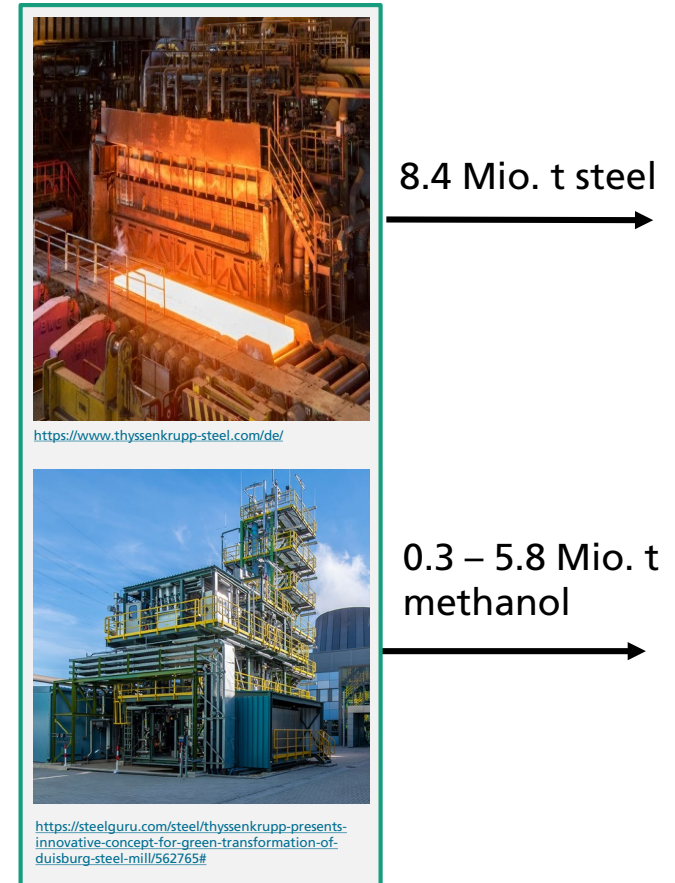 8.4 Mio. t steel
https://www.thyssenkrupp-steel.com/de/
0.3 – 5.8 Mio. t
methanol
https://steelguru.com/steel/thyssenkrupp-presents-
innovative-concept-for-green-transformation-of-
duisburg-steel-mill/562765#